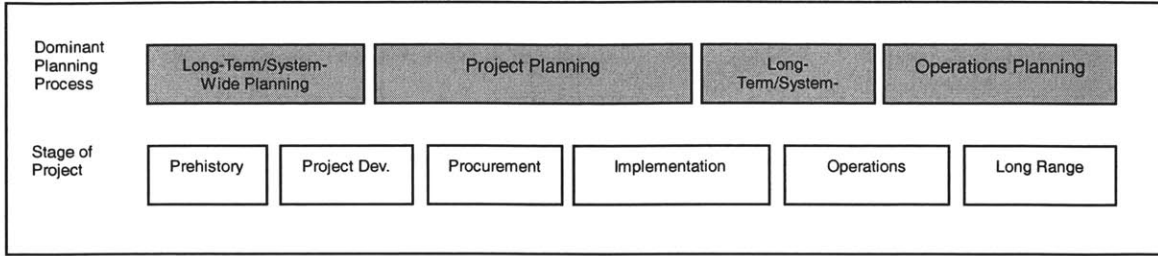 Dominant
Planning
Process
Long-Term/System-
Wide Planning
Project Planning
Long-
Term/System-
Operations Planning
Stage of
Project
Prehistory
Project Dev.
Procurement
Implementation
Operations
Long Range